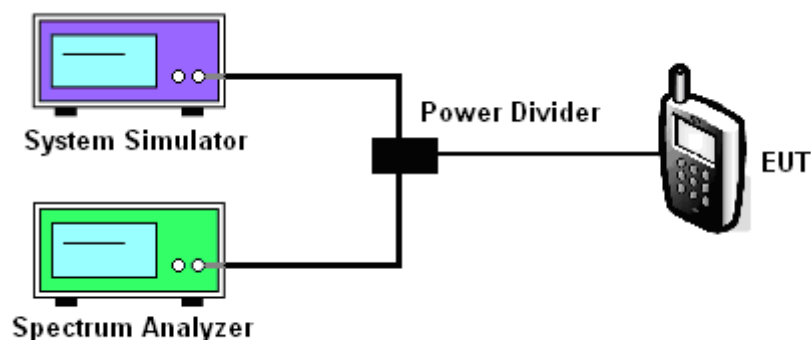 System Simulator
Power Divider
EUT
Spectrum Analyzer